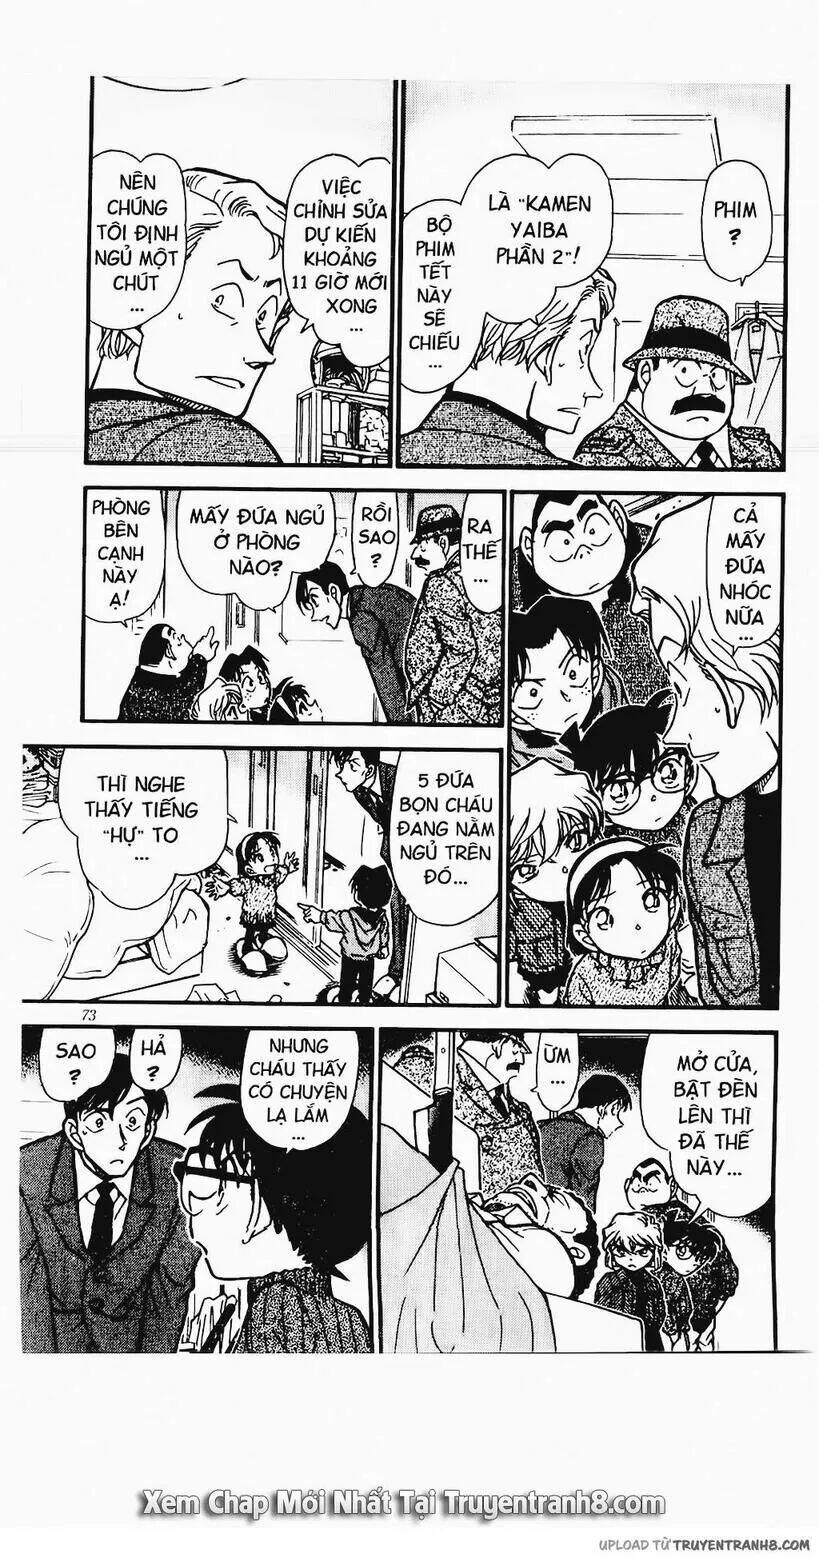 PHIM
?
LÀ "KAMEN
YAIBA
PHẦN 2"!
BỘ
PHIM
TẾT
NÀY
SẼ
CHIẾU
...
VIỆC
CHỈNH SỬA
DỰ KIẾN
KHOẢNG
11 GIỜ MỚI
XONG
...
NÊN
CHÚNG
TÔI ĐỊNH
NGỦ MỘT
CHÚT
...
CẢ
MẤY
ĐỨA
NHÓC
NỮA
...
RA
THẾ
...
RỒI
SAO
?
MẤY ĐỨA NGỦ
Ở PHÒNG
NÀO?
PHÒNG
BÊN
CẠNH
NÀY
Ạ!
5 ĐỨA
BỌN CHÁU
ĐANG NẰM
NGỦ TRÊN
ĐÓ...
THÌ NGHE
THẤY TIẾNG
"HỰ" TO
...
73
MỞ CỬA,
BẬT ĐÈN
LÊN THÌ
ĐÃ THẾ
NÀY...
ỪM
...
NHƯNG
CHÁU THẤY
CÓ CHUYỆN
LẠ LẮM
...
HẢ
?
SAO
?
Xem Chap Mới Nhất Tại Truyentranh8.com
UPLOAD TỪ TRUYENTRANH8.COM